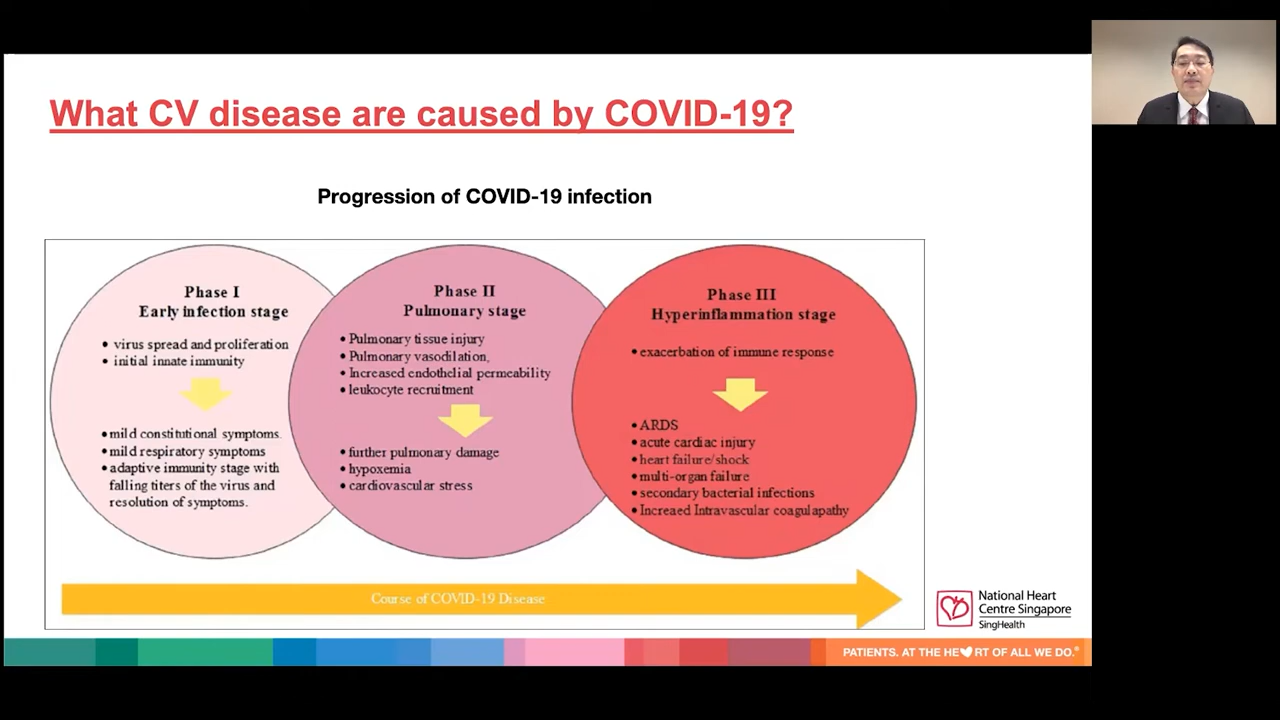 What CV disease are caused by COVID-19?
Progression of COVID-19 infection
Phase I
Early infection stage
• virus spread and proliferation
• initial innate immunity
• mild constitutional symptoms.
• mild respiratory symptoms
• adaptive immunity stage with
falling titers of the virus and
resolution of symptoms.
Phase II
Pulmonary stage
• Pulmonary tissue injury
• Pulmonary vasodilation,
• Increased endothelial permeability
• leukocyte recruitment
• further pulmonary damage
• hypoxemia
• cardiovascular stress
Phase III
Hyperinflammation stage
• exacerbation of immune response
• ARDS
• acute cardiac injury
• heart failure/shock
• multi-organ failure
• secondary bacterial infections
• Increaed Intravascular coagulapathy
Course of COVID-19 Disease
National Heart
Centre Singapore
SingHealth
PATIENTS. AT THE HE RT OF ALL WE DO.®